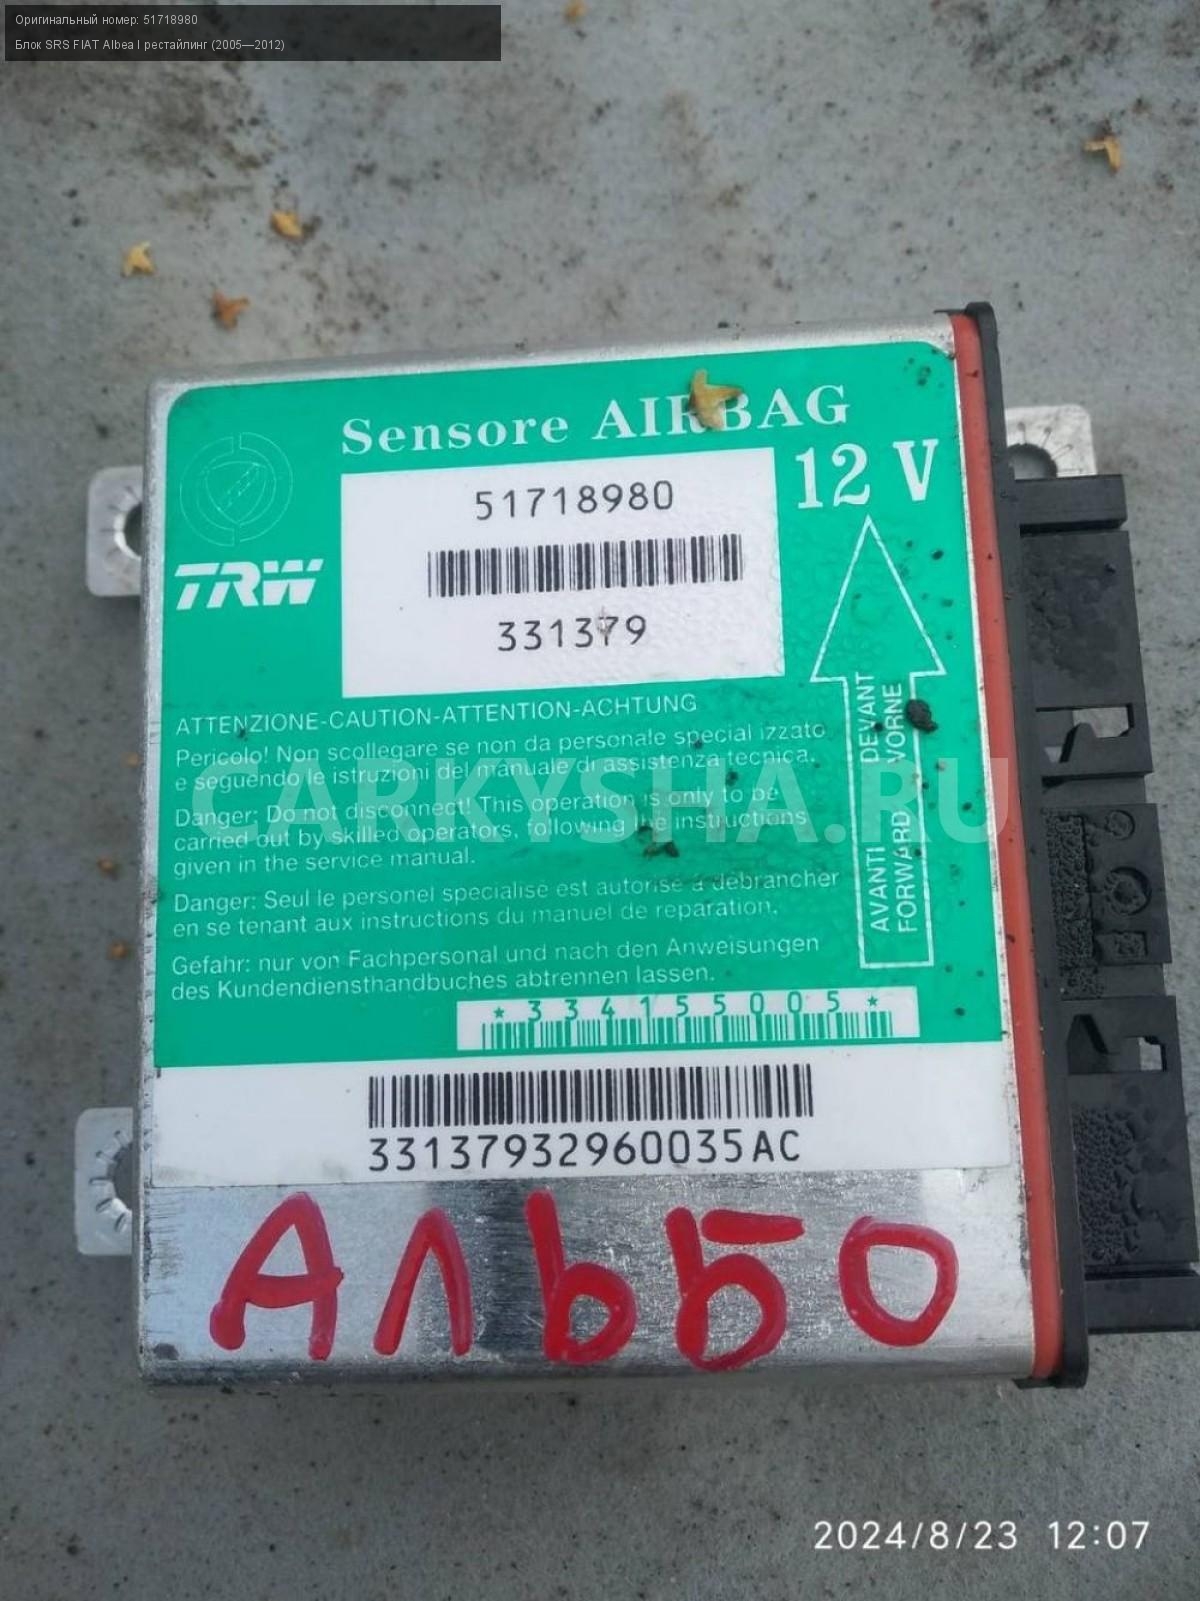 Оригинальный номер: 51718980
Блок SRS FIAT Albea I рестайлинг (2005—2012)
Sensore AIRBAG
12 V
51718980
TRW
331379
ATTENZIONE-CAUTION-ATTENTION-ACHTUNG
Pericolo! Non scollegare se non da personale specializzato
e seguendo le istruzioni del manuale di assistenza tecnica.
Danger: Do not disconnect! This operation is only to be
carried out by skilled operators, following the instructions
given in the service manual.
Danger: Seul le personel specialisé est autorisé a débrancher
en se tenant aux instructions du manuel de reparation.
Gefahr: nur von Fachpersonal und nach den Anweisungen
des Kundendiensthandbuches abtrennen lassen.
AVANTI DEVANT
FORWARD VORNE
*334155005*
33137932960035AC
АЛЬБО
CARKYSHA.RU
2024/8/23 12:07